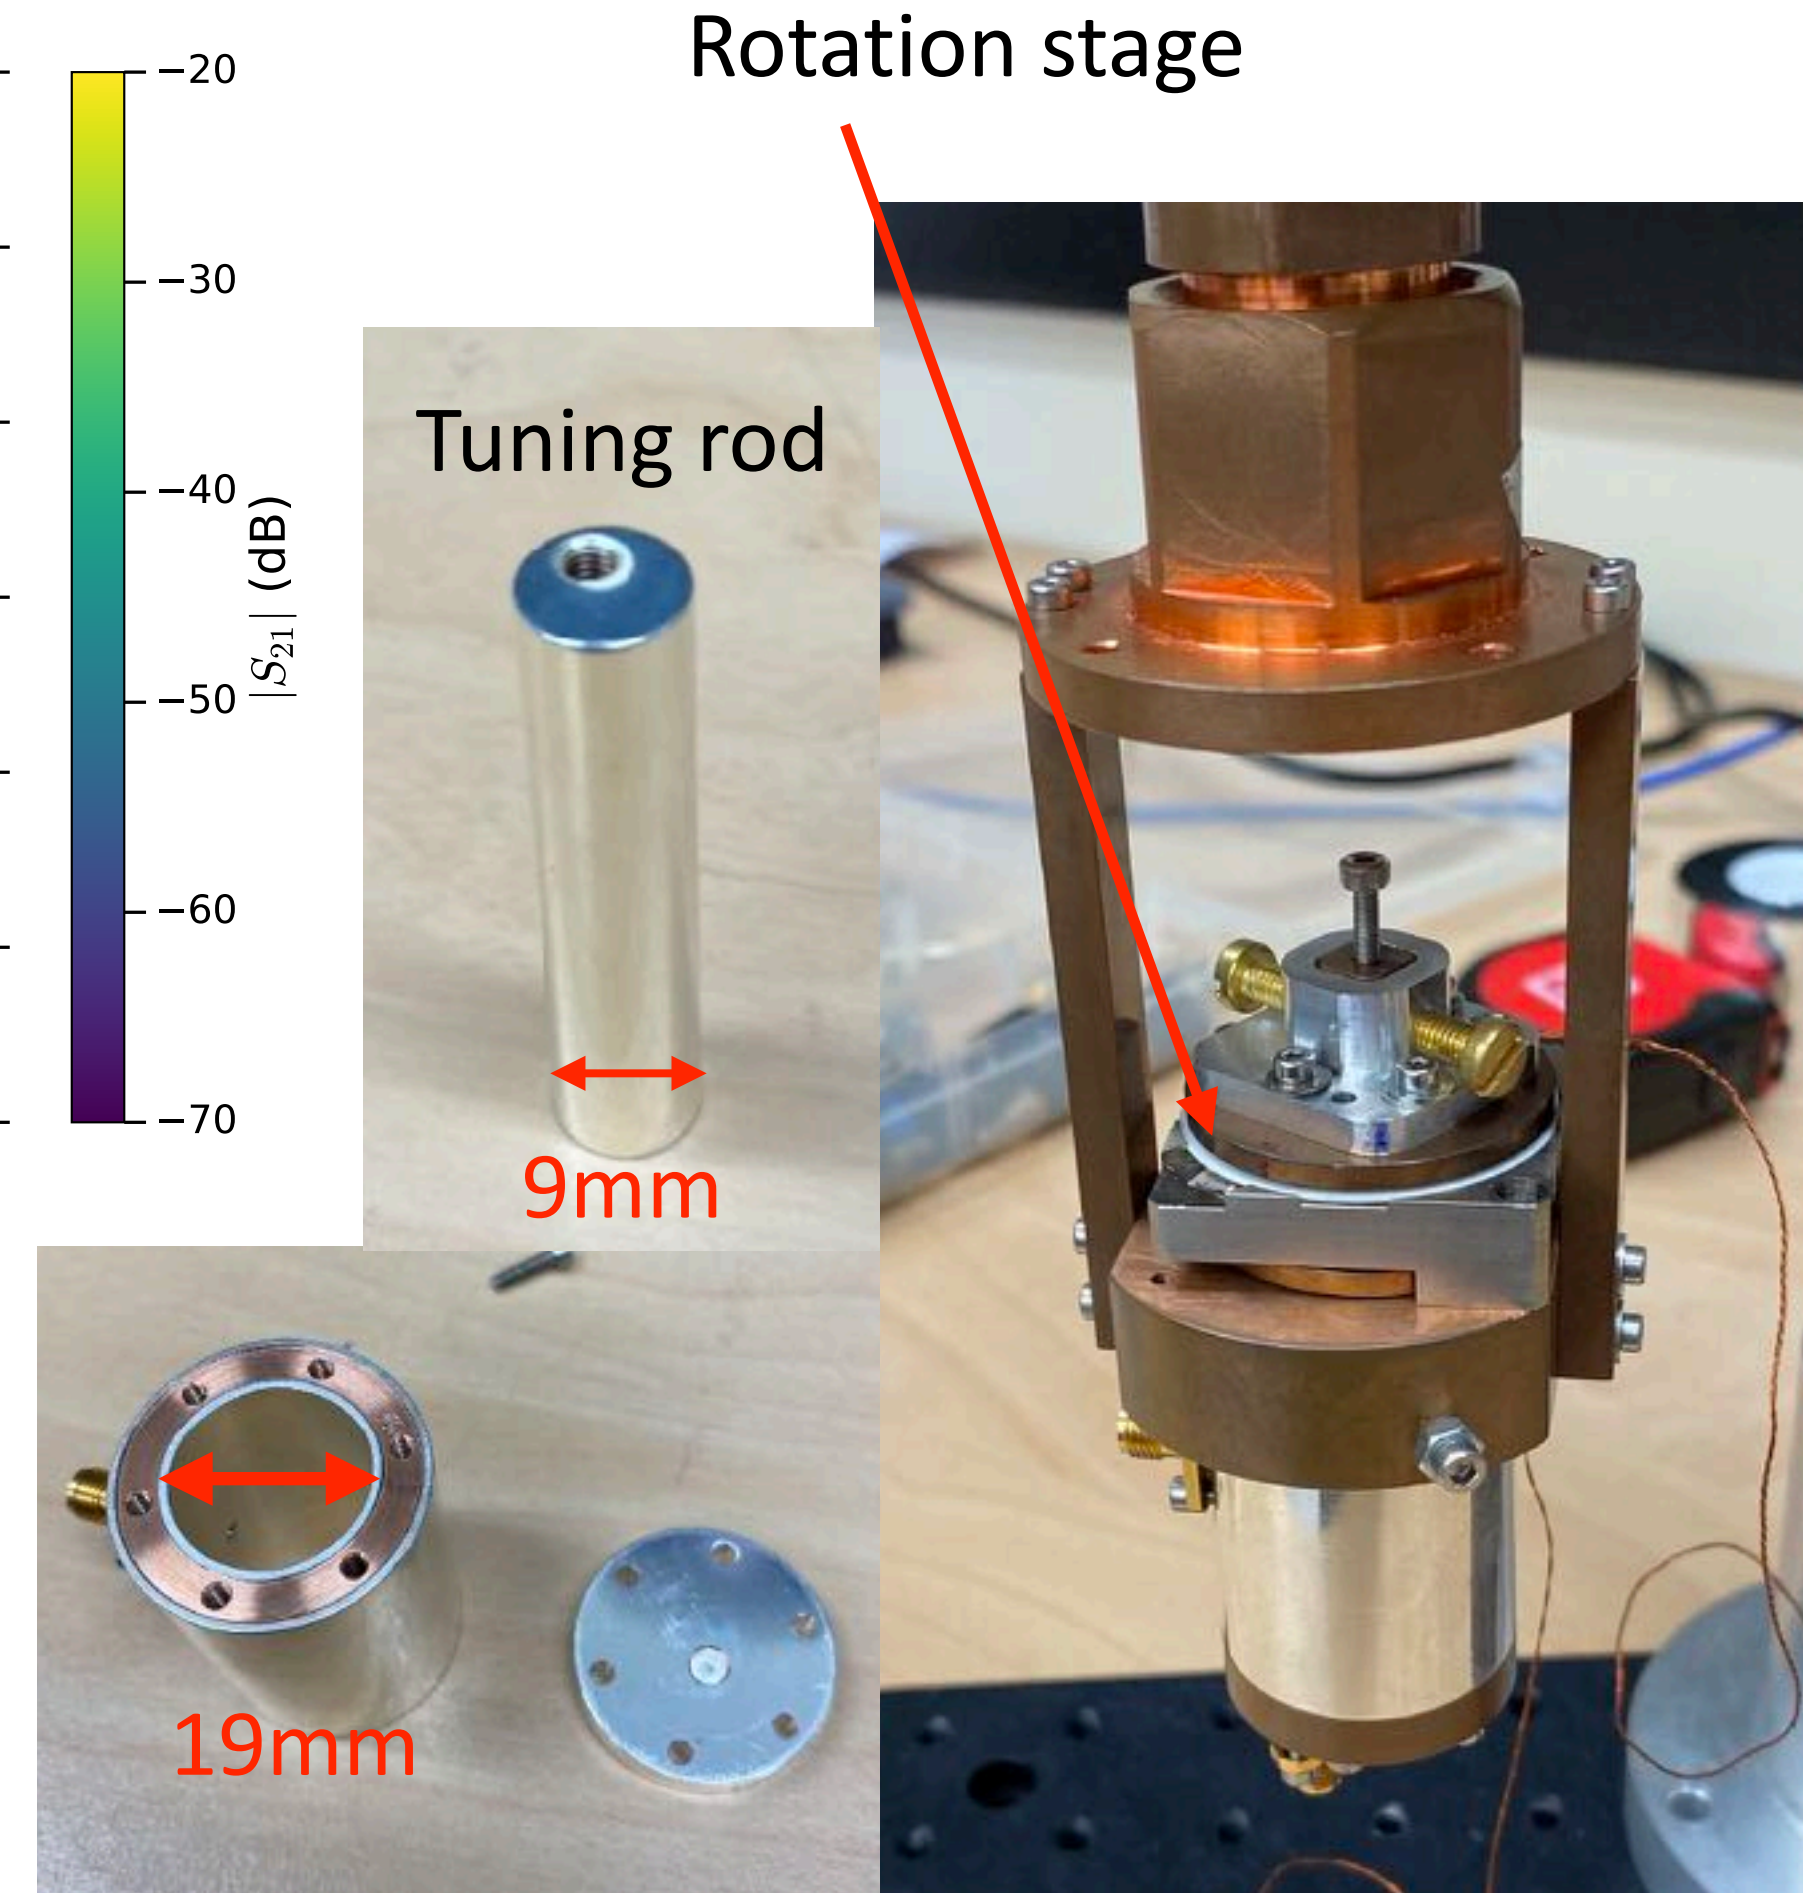 Rotation stage
−20
−30
−40
−50
−60
−70
|S21| (dB)
Tuning rod
9mm
19mm